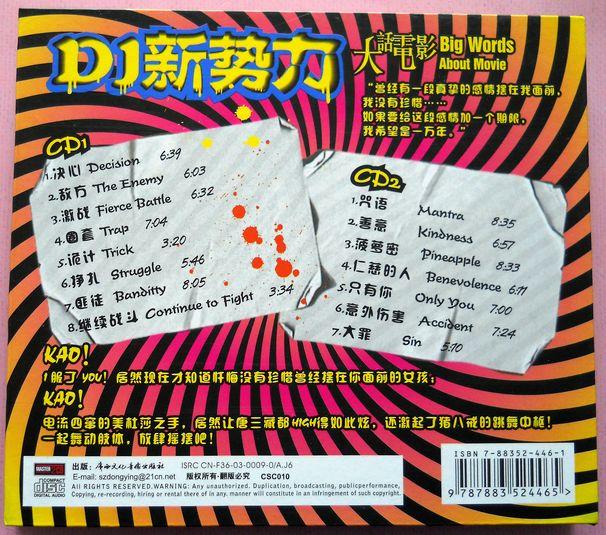 DJ新势力
大话電影
Big Words
About Movie
“曾经有一段真挚的感情摆在我面前,
我没有珍惜……
如果要给这段感情加一个期限,
我希望是一万年。”
CD1
1.决心 Decision 6:39
2.敌方 The Enemy 6:03
3.激战 Fierce Battle 6:32
4.圈套 Trap 7:04
5.诡计 Trick 3:20
6.挣扎 Struggle 5:46
7.匪徒 Banditty 8:05
8.继续战斗 Continue to Fight 3:34
CD2
1.咒语 Mantra 8:35
2.善意 Kindness 6:57
3.菠萝密 Pineapple 8:33
4.仁慈的人 Benevolence 6:11
5.只有你 Only You 7:00
6.意外伤害 Accident 7:24
7.大罪 Sin 5:10
KAO!
I 服了 YOU! 居然现在才知道忏悔没有珍惜曾经摆在你面前的女孩;
KAO!
电流四窜的美杜莎之手, 居然让唐三藏都 HIGH 得如此炫, 还激起了猪八戒的跳舞中枢!
一起舞动肢体, 放肆摇摆吧!
MASTER
COMPACT
disc
DIGITAL AUDIO
出版: 广西文化音像出版社 ISRC CN-F36-03-0009-0/A.J6
E-mail: szdongying@21cn.net 版权所有·翻版必究 CSC010
All RIGHTS RESERVED.WARNING: Any unauthorized. Duplication, broadcasting, publicperformance,
Copying, re-recording, hiring or rental there of in any. manner will constitute in an infringement of such copyright.
ISBN 7-88352-446-1
9 787883 524465 >